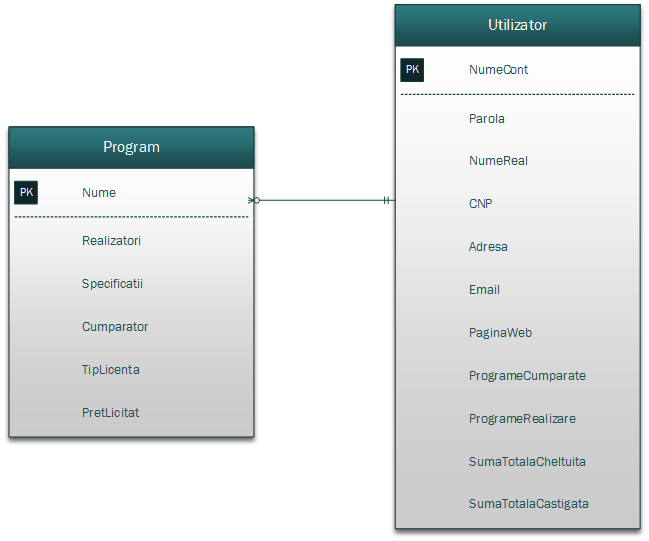 Program
PK Nume
Realizatori
Specificatii
Cumparator
TipLicenta
PretLicitat
Utilizator
PK NumeCont
Parola
NumeReal
CNP
Adresa
Email
PaginaWeb
ProgrameCumparate
ProgrameRealizare
SumaTotalaCheltuita
SumaTotalaCastigata